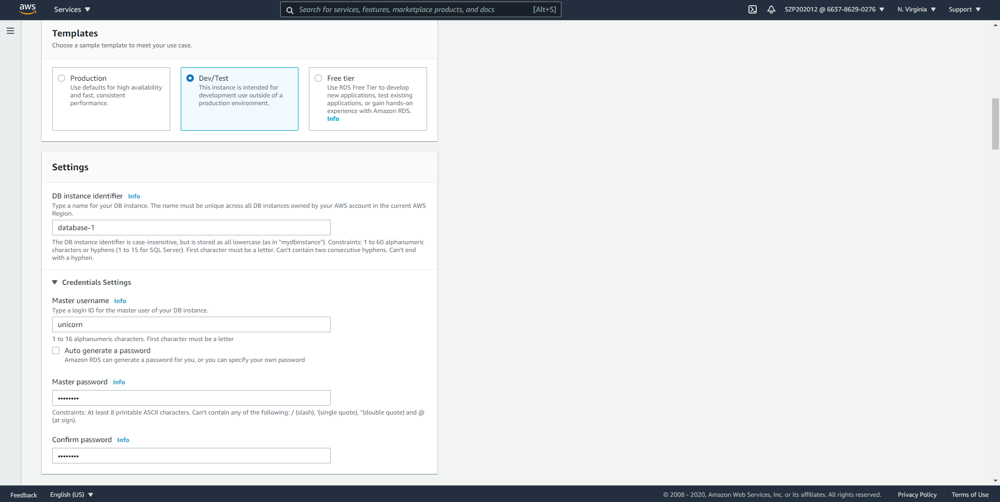 aws
Services ▼
Search for services, features, marketplace products, and docs
[Alt+S]
SZP202012 @ 6637-8629-0276 ▼
N. Virginia ▼
Support ▼
Templates
Choose a sample template to meet your use case.
Production
Use defaults for high availability
and fast, consistent
performance.
Dev/Test
This instance is intended for
development use outside of a
production environment.
Free tier
Use RDS Free Tier to develop
new applications, test existing
applications, or gain hands-on
experience with Amazon RDS.
Info
Settings
DB instance identifier Info
Type a name for your DB instance. The name must be unique across all DB instances owned by your AWS account in the current AWS
Region.
database-1
The DB instance identifier is case-insensitive, but is stored as all lowercase (as in "mydbinstance"). Constraints: 1 to 60 alphanumeric
characters or hyphens (1 to 15 for SQL Server). First character must be a letter. Can't contain two consecutive hyphens. Can't end
with a hyphen.
▼ Credentials Settings
Master username Info
Type a login ID for the master user of your DB instance.
unicorn
1 to 16 alphanumeric characters. First character must be a letter
Auto generate a password
Amazon RDS can generate a password for you, or you can specify your own password
Master password Info
••••••••
Constraints: At least 8 printable ASCII characters. Can't contain any of the following: / (slash), '(single quote), "(double quote) and @
(at sign).
Confirm password Info
••••••••
Feedback
English (US) ▼
© 2008 - 2020, Amazon Web Services, Inc. or its affiliates. All rights reserved.
Privacy Policy
Terms of Use